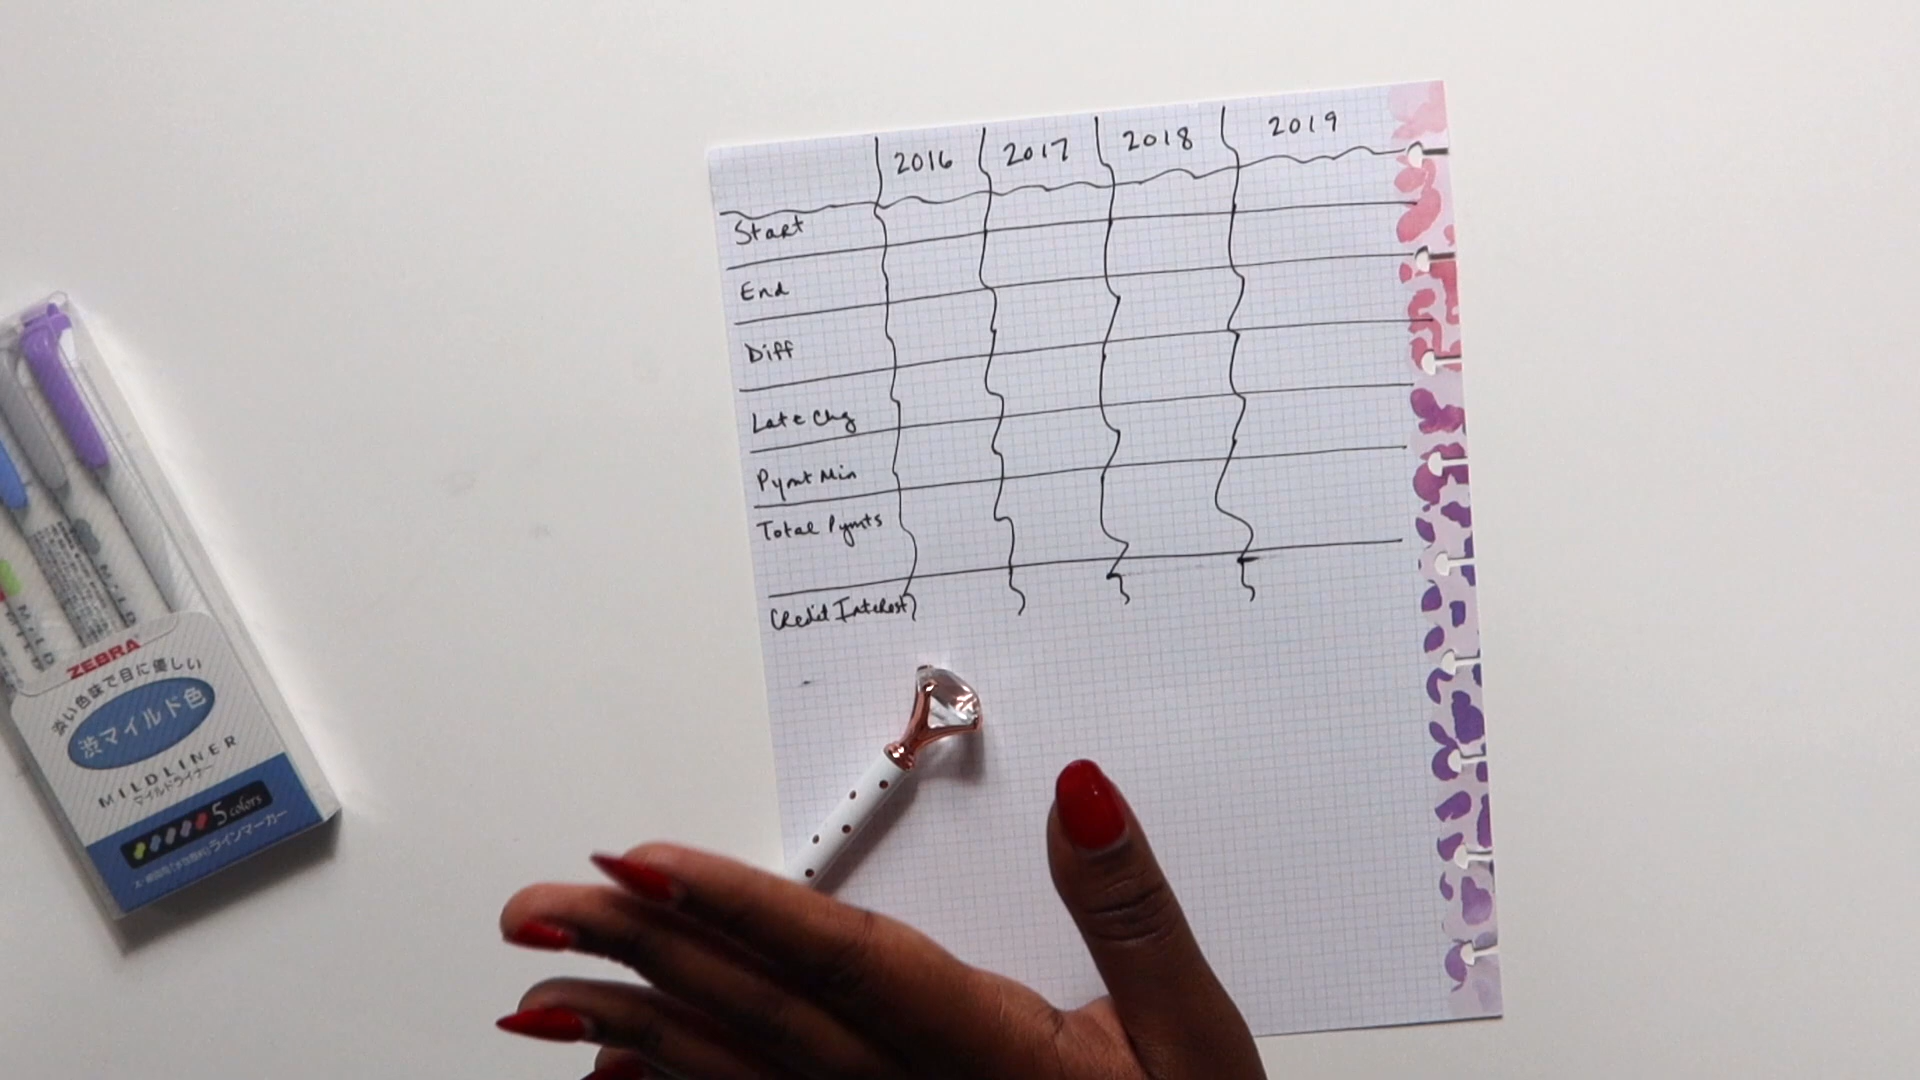 2016 2017 2018 2019
Start
End
Diff
Late Chg
Pymt Min
Total Pymts
Credit Interest
ZEBRA
淡い色味で目に優しい
渋マイルド色
MILDLINER
マイルドライナー
5 colors
ラインマーカー